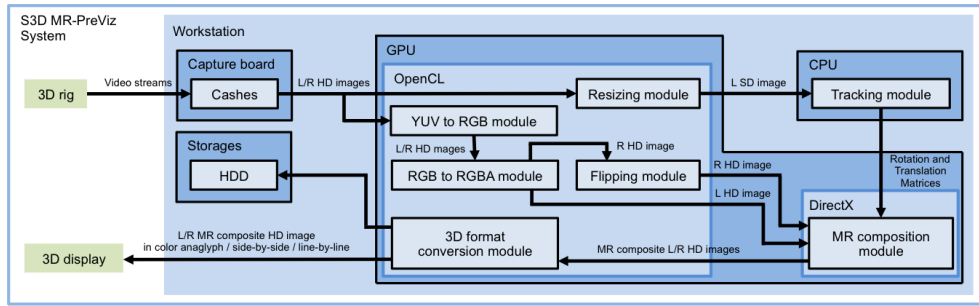 S3D MR-PreViz
System
Workstation
GPU
Capture board
Cashes
Video streams
3D rig
L/R HD images
OpenCL
Resizing module
L SD image
CPU
Tracking module
YUV to RGB module
L/R HD mages
R HD image
Storages
HDD
RGB to RGBA module
Flipping module
R HD image
L HD image
Rotation and
Translation
Matrices
DirectX
MR composition
module
L/R MR composite HD image
in color anaglyph / side-by-side / line-by-line
3D display
3D format
conversion module
MR composite L/R HD images